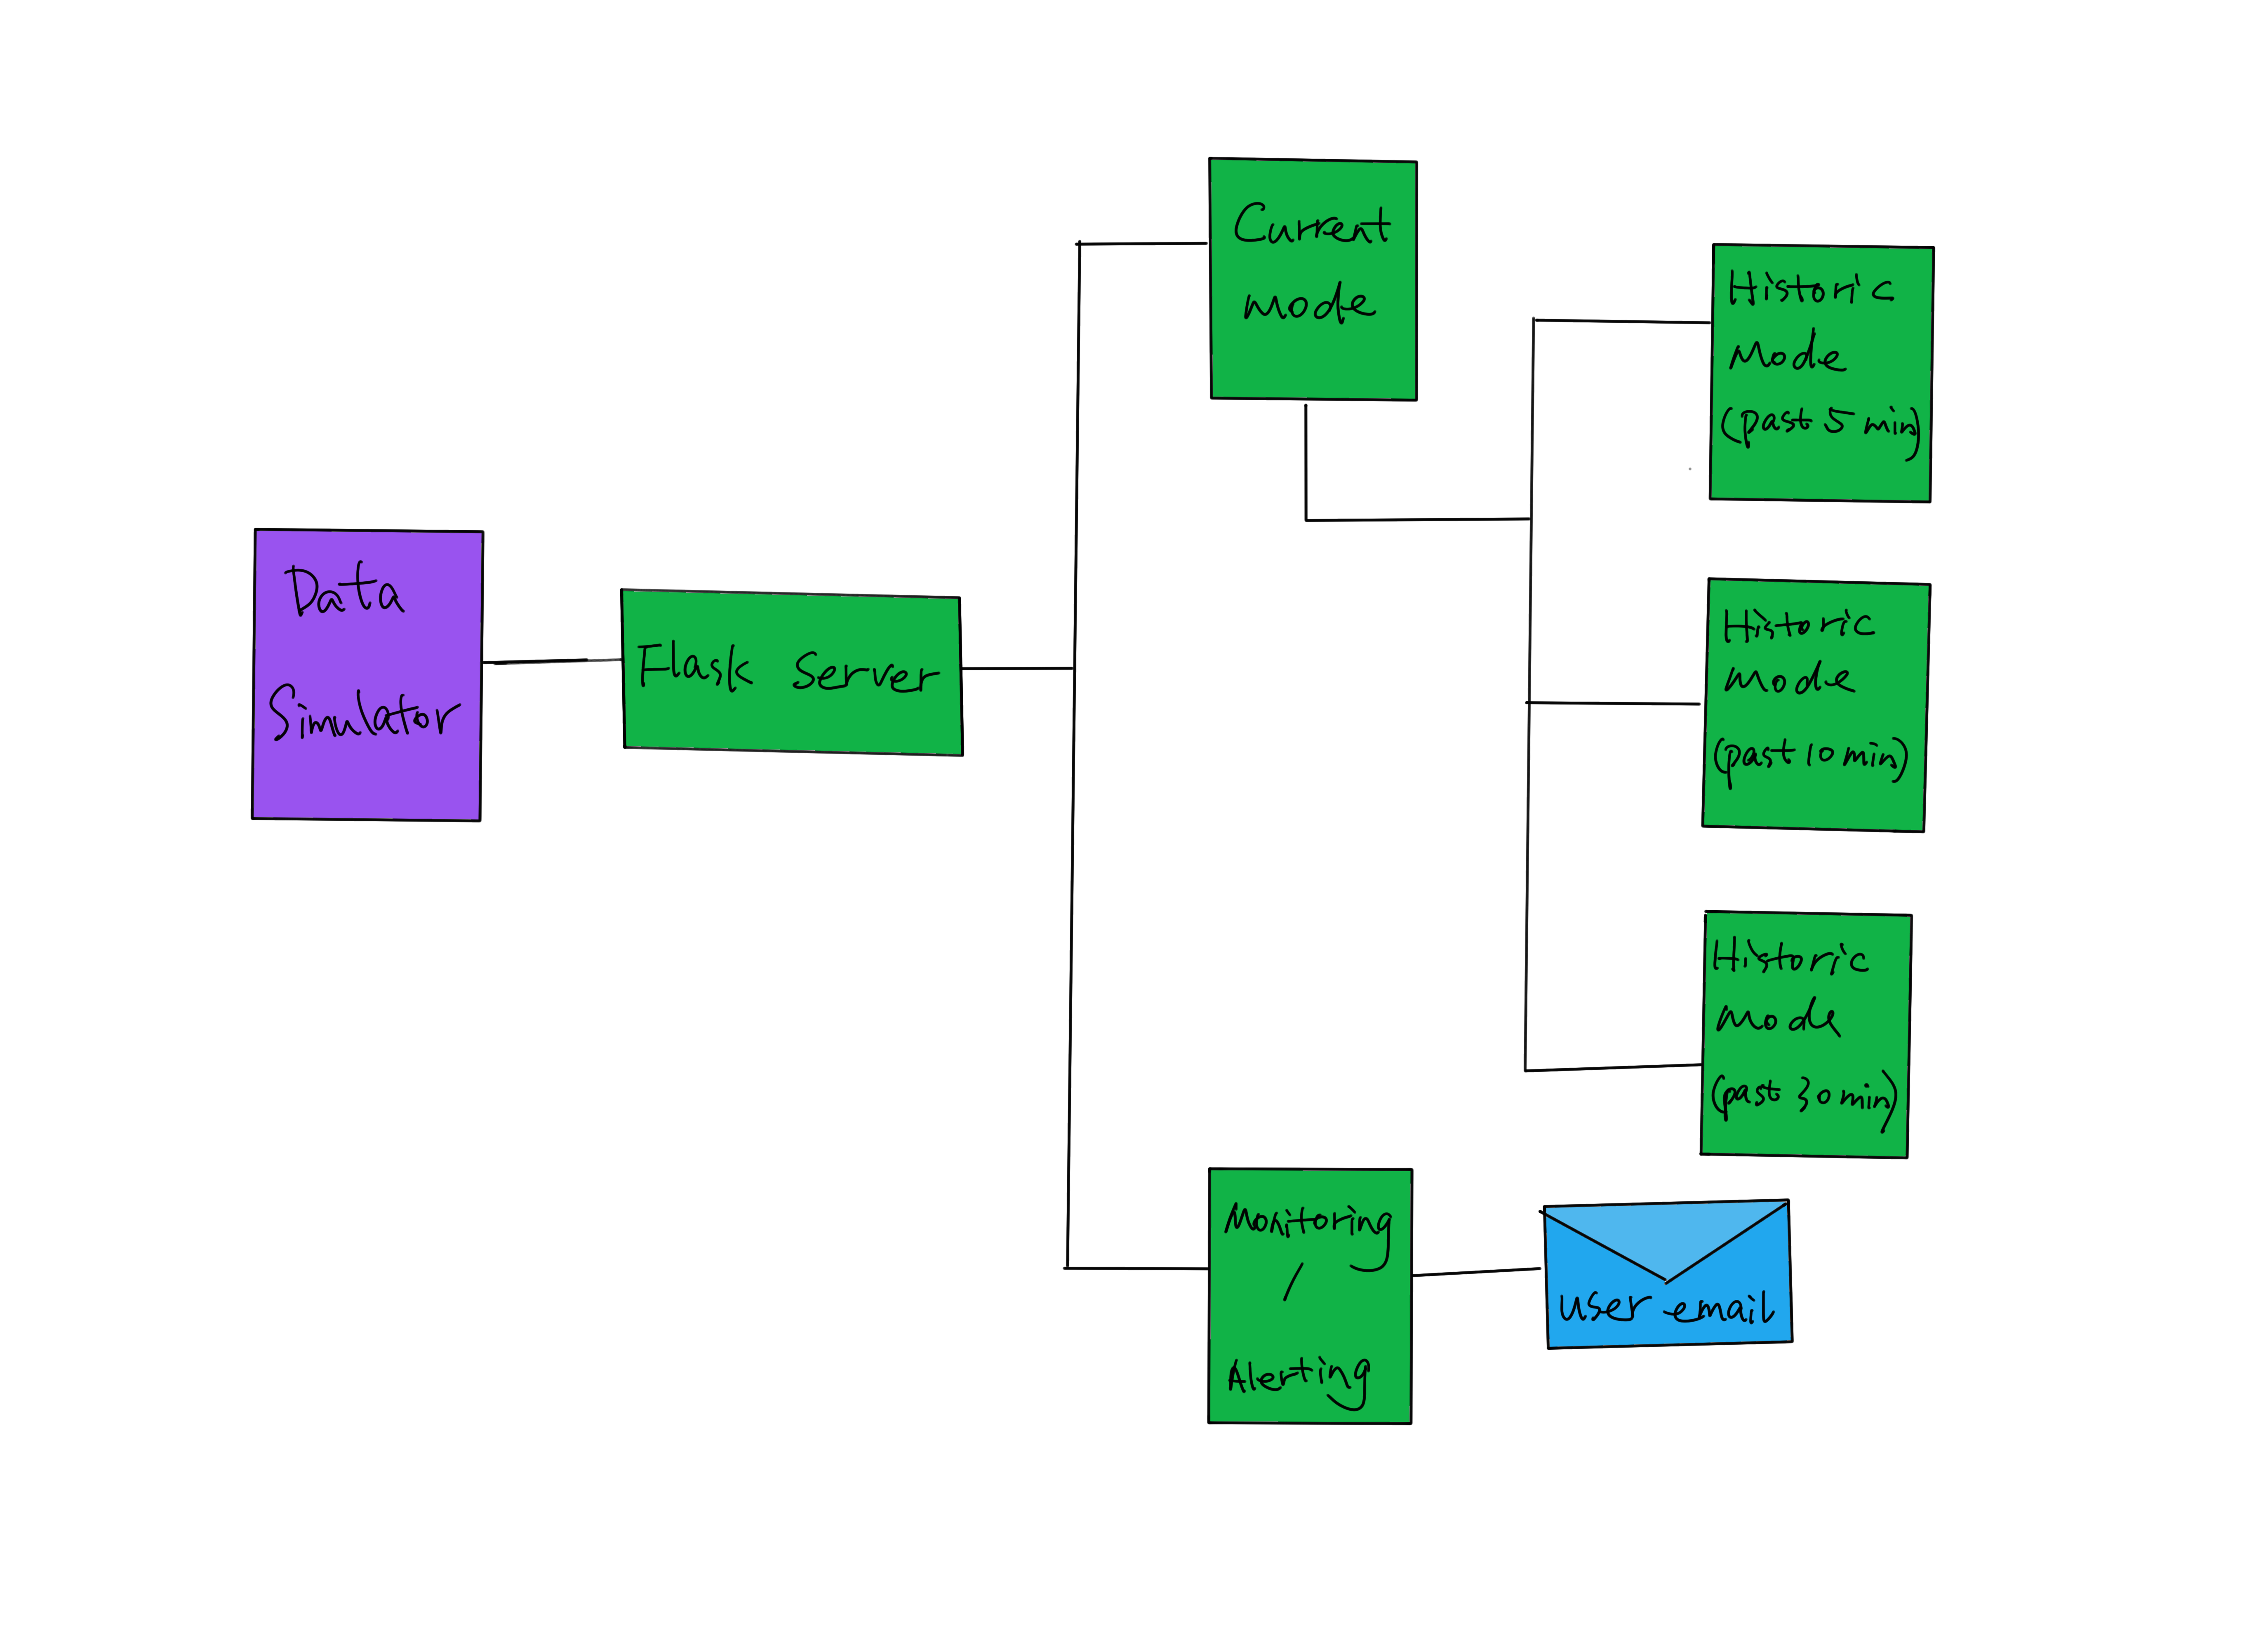 Data
Simulator
Flask Server
Current
mode
Historic
Mode
(past 5 min)
Historic
mode
(past 10 min)
Historic
mode
(past 30 min)
Monitoring
/
Alerting
user email